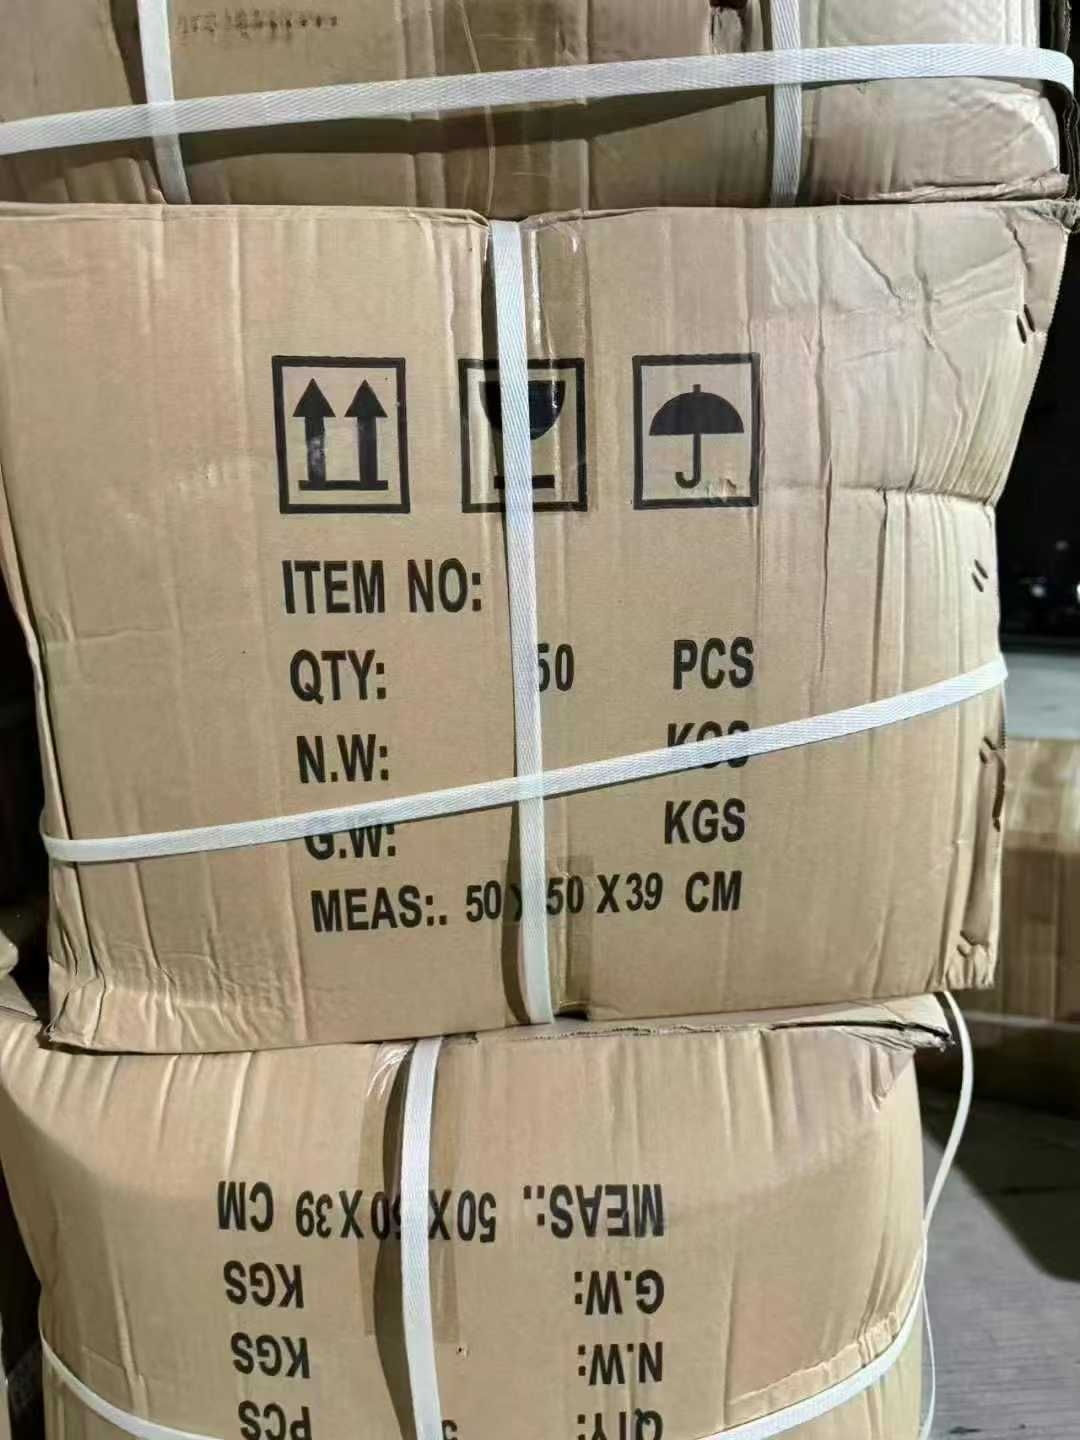 ITEM NO:
QTY: 50 PCS
N.W: KGS
G.W: KGS
MEAS:. 50 X 50 X 39 CM
MEAS:. 50 X 50 X 39 CM
G.W: KGS
N.W: KGS
QTY: PCS